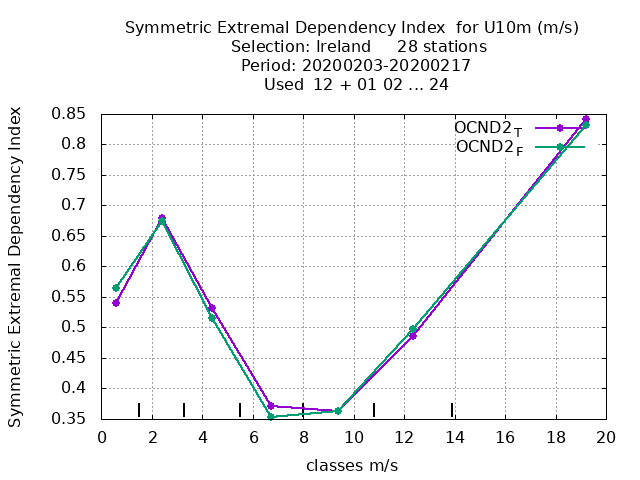 Symmetric Extremal Dependency Index  for U10m (m/s)
Selection: Ireland     28 stations
Period: 20200203-20200217
Used  12 + 01 02 ... 24
Symmetric Extremal Dependency Index
0.85
0.8
0.75
0.7
0.65
0.6
0.55
0.5
0.45
0.4
0.35
OCND2T
OCND2F
0 2 4 6 8 10 12 14 16 18 20
classes m/s